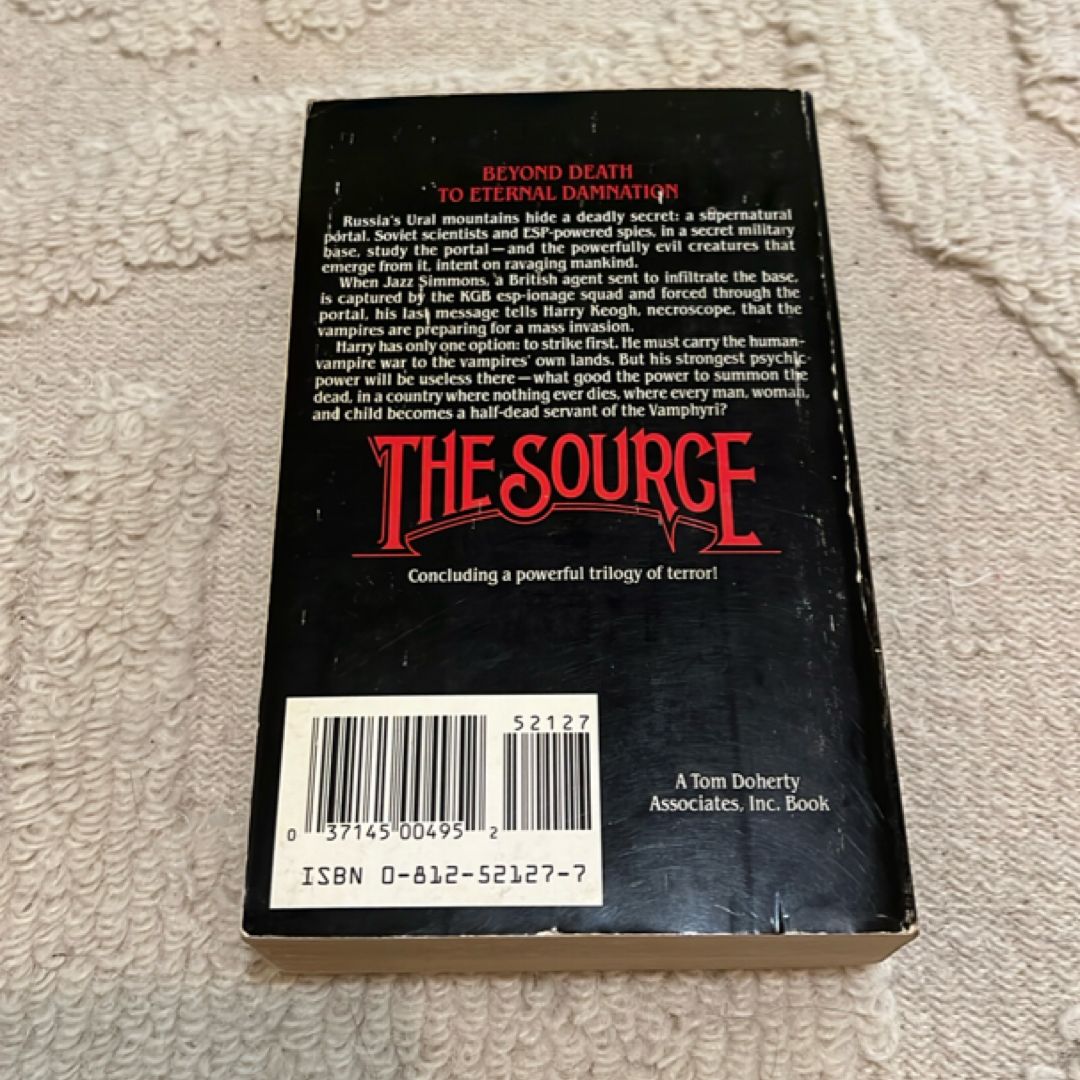 BEYOND DEATH
TO ETERNAL DAMNATION
Russia's Ural mountains hide a deadly secret: a supernatural
portal. Soviet scientists and ESP-powered spies, in a secret military
base, study the portal—and the powerfully evil creatures that
emerge from it, intent on ravaging mankind.
When Jazz Simmons, a British agent sent to infiltrate the base,
is captured by the KGB esp-ionage squad and forced through the
portal, his last message tells Harry Keogh, necroscope, that the
vampires are preparing for a mass invasion.
Harry has only one option: to strike first. He must carry the human-
vampire war to the vampires' own lands. But his strongest psychic
power will be useless there—what good the power to summon the
dead, in a country where nothing ever dies, where every man, woman,
and child becomes a half-dead servant of the Vamphyri?
THE SOURCE
Concluding a powerful trilogy of terror!
52127
0 37145 00495 2
ISBN 0-812-52127-7
A Tom Doherty
Associates, Inc. Book